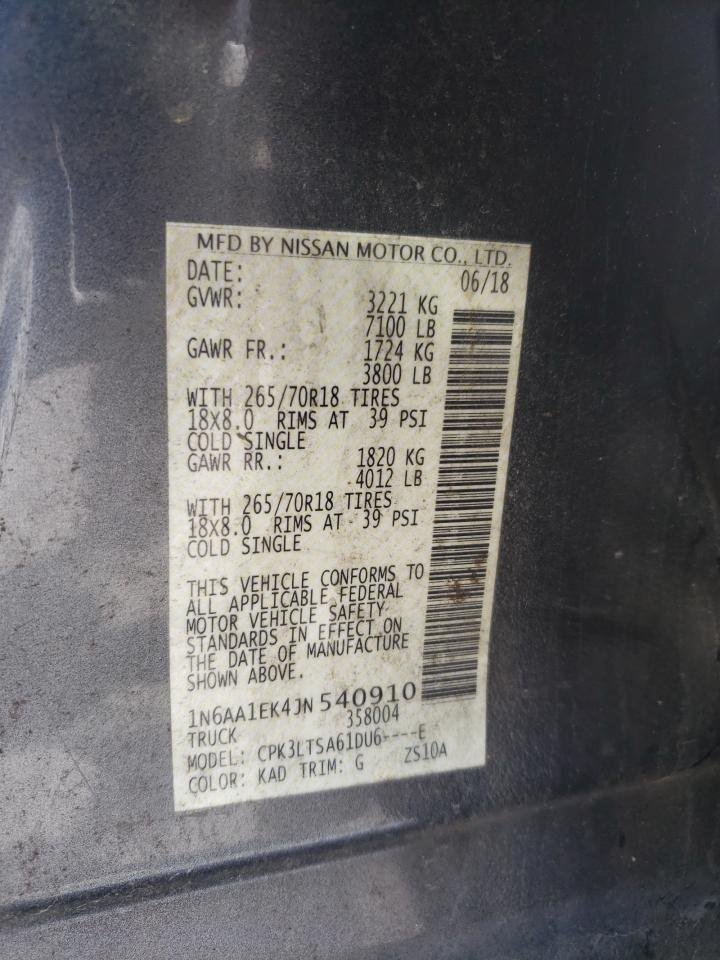 MFD BY NISSAN MOTOR CO., LTD.
DATE: 06/18
GVWR: 3221 KG
7100 LB
GAWR FR.: 1724 KG
3800 LB
WITH 265/70R18 TIRES
18X8.0 RIMS AT 39 PSI
COLD SINGLE
GAWR RR.: 1820 KG
4012 LB
WITH 265/70R18 TIRES
18X8.0 RIMS AT 39 PSI
COLD SINGLE
THIS VEHICLE CONFORMS TO
ALL APPLICABLE FEDERAL
MOTOR VEHICLE SAFETY
STANDARDS IN EFFECT ON
THE DATE OF MANUFACTURE
SHOWN ABOVE.
1N6AA1EK4JN540910
TRUCK 358004
MODEL: CPK3LTSA61DU6----E
COLOR: KAD TRIM: G ZS10A